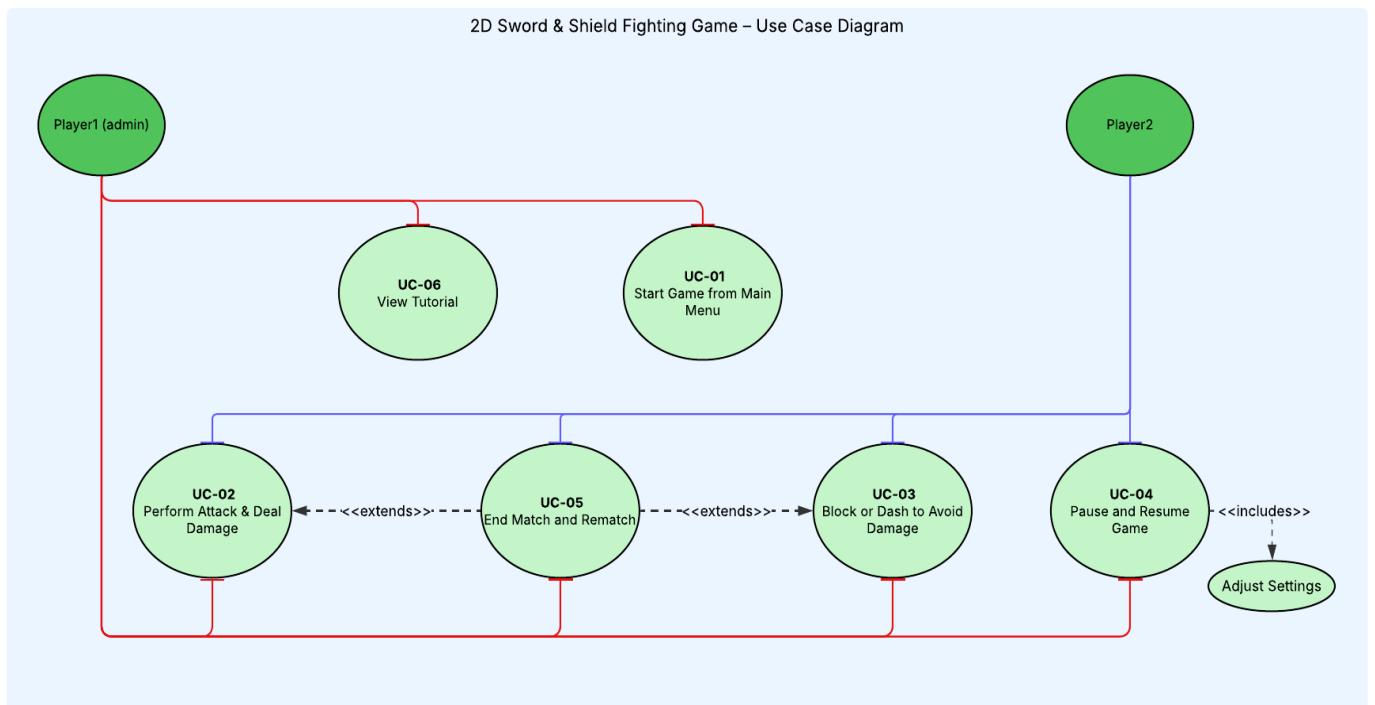 2D Sword & Shield Fighting Game – Use Case Diagram
Player1 (admin)
Player2
UC-06
View Tutorial
UC-01
Start Game from Main
Menu
UC-02
Perform Attack & Deal
Damage
<<extends>>
UC-05
End Match and Rematch
<<extends>>
UC-03
Block or Dash to Avoid
Damage
UC-04
Pause and Resume
Game
<<includes>>
Adjust Settings